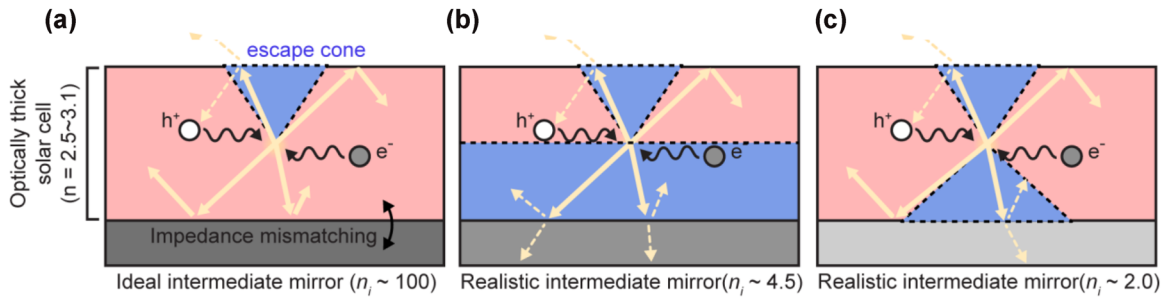 (a)
(b)
(c)
escape cone
Optically thick
solar cell
(n = 2.5~3.1)
h⁺
e⁻
h⁺
e
h⁺
e⁻
Impedance mismatching
Ideal intermediate mirror (nᵢ ~ 100)
Realistic intermediate mirror(nᵢ ~ 4.5)
Realistic intermediate mirror(nᵢ ~ 2.0)